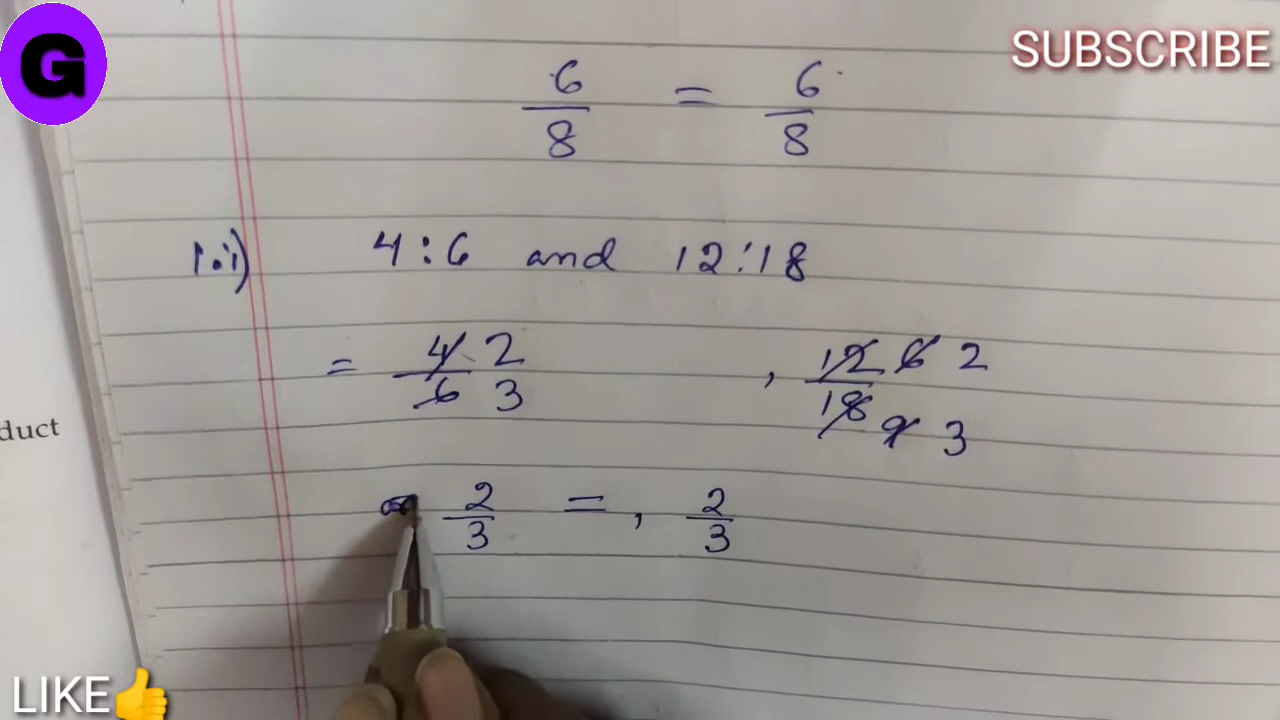 G
SUBSCRIBE
6/8 = 6/8
ii) 4:6 and 12:18
= 4/6 2/3 , 12/18 6/9 2/3
2/3 = , 2/3
duct
LIKE👍